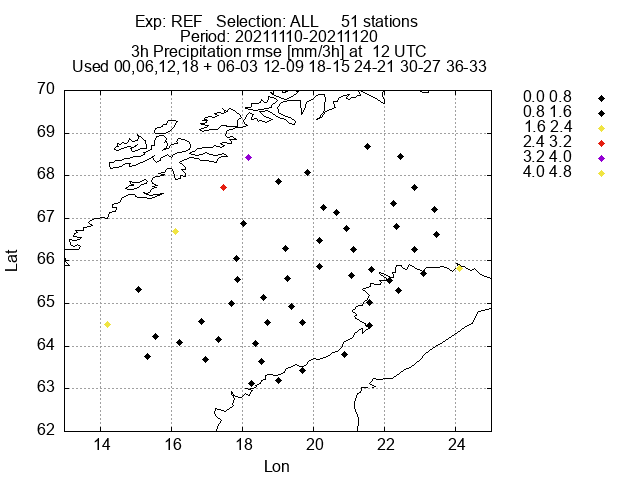 Exp: REF   Selection: ALL     51 stations
Period: 20211110-20211120
3h Precipitation rmse [mm/3h] at  12 UTC
Used 00,06,12,18 + 06-03 12-09 18-15 24-21 30-27 36-33
0.0 0.8
0.8 1.6
1.6 2.4
2.4 3.2
3.2 4.0
4.0 4.8
70
69
68
67
66
65
64
63
62
Lat
14 16 18 20 22 24
Lon